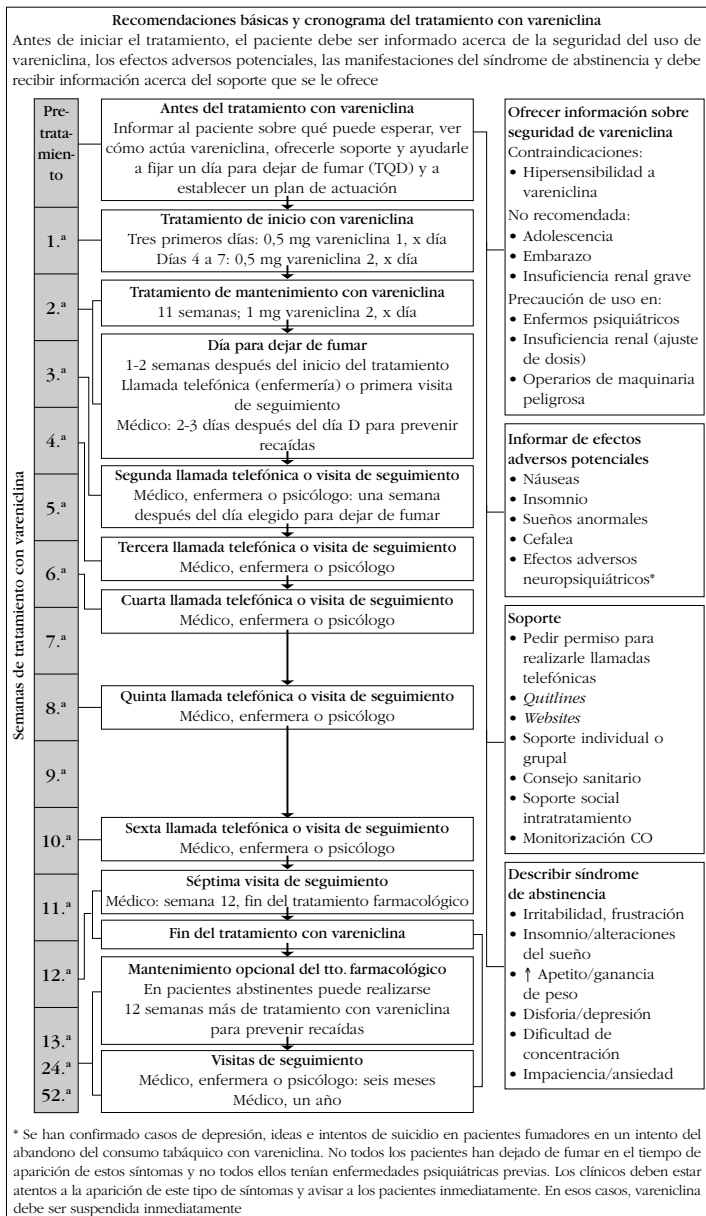 Recomendaciones básicas y cronograma del tratamiento con vareniclina
Antes de iniciar el tratamiento, el paciente debe ser informado acerca de la seguridad del uso de
vareniclina, los efectos adversos potenciales, las manifestaciones del síndrome de abstinencia y debe
recibir información acerca del soporte que se le ofrece
Semanas de tratamiento con vareniclina
Pre-
trata-
mien-
to
1.ª
2.ª
3.ª
4.ª
5.ª
6.ª
7.ª
8.ª
9.ª
10.ª
11.ª
12.ª
13.ª
24.ª
52.ª
Antes del tratamiento con vareniclina
Informar al paciente sobre qué puede esperar, ver
cómo actúa vareniclina, ofrecerle soporte y ayudarle
a fijar un día para dejar de fumar (TQD) y a
establecer un plan de actuación
Tratamiento de inicio con vareniclina
Tres primeros días: 0,5 mg vareniclina 1, x día
Días 4 a 7: 0,5 mg vareniclina 2, x día
Tratamiento de mantenimiento con vareniclina
11 semanas; 1 mg vareniclina 2, x día
Día para dejar de fumar
1-2 semanas después del inicio del tratamiento
Llamada telefónica (enfermería) o primera visita
de seguimiento
Médico: 2-3 días después del día D para prevenir
recaídas
Segunda llamada telefónica o visita de seguimiento
Médico, enfermera o psicólogo: una semana
después del día elegido para dejar de fumar
Tercera llamada telefónica o visita de seguimiento
Médico, enfermera o psicólogo
Cuarta llamada telefónica o visita de seguimiento
Médico, enfermera o psicólogo
Quinta llamada telefónica o visita de seguimiento
Médico, enfermera o psicólogo
Sexta llamada telefónica o visita de seguimiento
Médico, enfermera o psicólogo
Séptima visita de seguimiento
Médico: semana 12, fin del tratamiento farmacológico
Fin del tratamiento con vareniclina
Mantenimiento opcional del tto. farmacológico
En pacientes abstinentes puede realizarse
12 semanas más de tratamiento con vareniclina
para prevenir recaídas
Visitas de seguimiento
Médico, enfermera o psicólogo: seis meses
Médico, un año
Ofrecer información sobre
seguridad de vareniclina
Contraindicaciones:
• Hipersensibilidad a
vareniclina
No recomendada:
• Adolescencia
• Embarazo
• Insuficiencia renal grave
Precaución de uso en:
• Enfermos psiquiátricos
• Insuficiencia renal (ajuste
de dosis)
• Operarios de maquinaria
peligrosa
Informar de efectos
adversos potenciales
• Náuseas
• Insomnio
• Sueños anormales
• Cefalea
• Efectos adversos
neuropsiquiátricos*
Soporte
• Pedir permiso para
realizarle llamadas
telefónicas
• Quitlines
• Websites
• Soporte individual o
grupal
• Consejo sanitario
• Soporte social
intratratamiento
• Monitorización CO
Describir síndrome
de abstinencia
• Irritabilidad, frustración
• Insomnio/alteraciones
del sueño
• ↑ Apetito/ganancia
de peso
• Disforia/depresión
• Dificultad de
concentración
• Impaciencia/ansiedad
* Se han confirmado casos de depresión, ideas e intentos de suicidio en pacientes fumadores en un intento del
abandono del consumo tabáquico con vareniclina. No todos los pacientes han dejado de fumar en el tiempo de
aparición de estos síntomas y no todos ellos tenían enfermedades psiquiátricas previas. Los clínicos deben estar
atentos a la aparición de este tipo de síntomas y avisar a los pacientes inmediatamente. En esos casos, vareniclina
debe ser suspendida inmediatamente